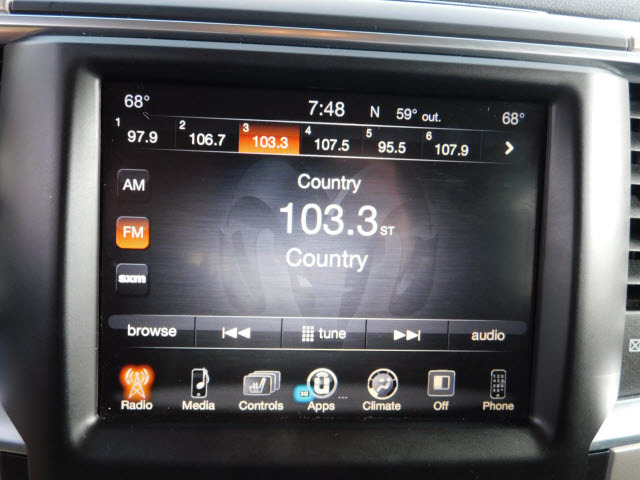 68° 7:48 N 59° out. 68°
1 97.9 2 106.7 3 103.3 4 107.5 5 95.5 6 107.9 >
AM
Country
FM
103.3 ST
Country
sxm
browse tune audio
Radio Media Controls Apps ... Climate Off Phone